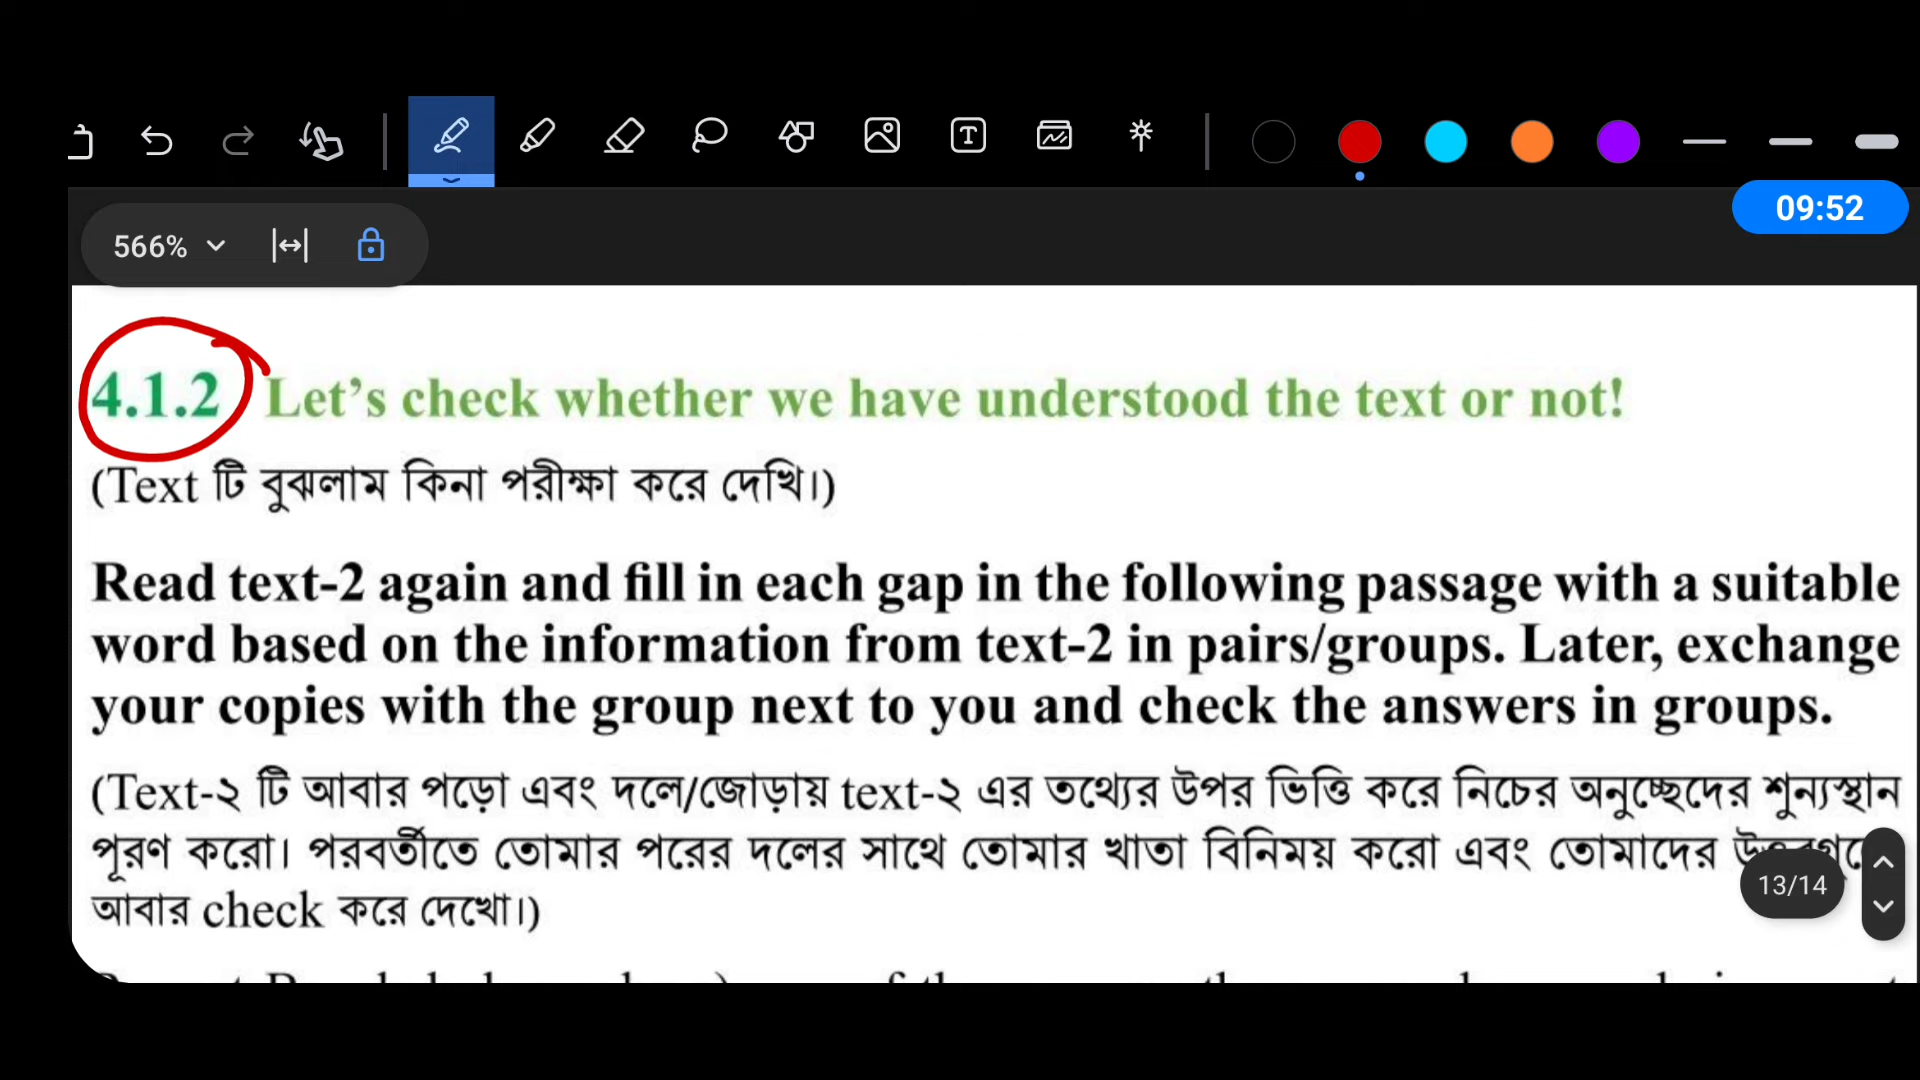 09:52
566%
4.1.2 Let’s check whether we have understood the text or not!
(Text টি বুঝলাম কিনা পরীক্ষা করে দেখি।)
Read text-2 again and fill in each gap in the following passage with a suitable
word based on the information from text-2 in pairs/groups. Later, exchange
your copies with the group next to you and check the answers in groups.
(Text-২ টি আবার পড়ো এবং দলে/জোড়ায় text-২ এর তথ্যের উপর ভিত্তি করে নিচের অনুচ্ছেদের শুন্যস্থান
পূরণ করো। পরবর্তীতে তোমার পরের দলের সাথে তোমার খাতা বিনিময় করো এবং তোমাদের
13/14
আবার check করে দেখো।)